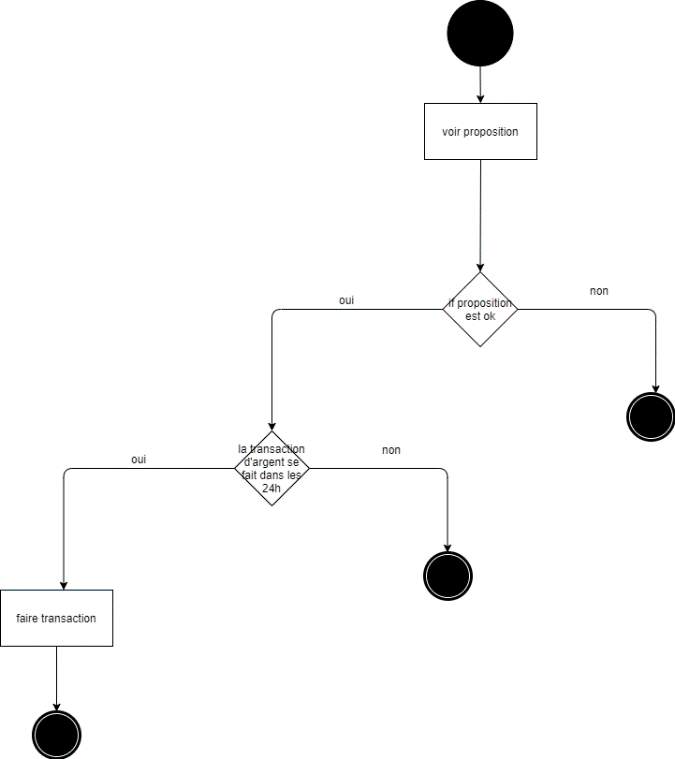 voir proposition
if proposition
est ok
oui
non
la transaction
d'argent se
fait dans les
24h
oui
non
faire transaction